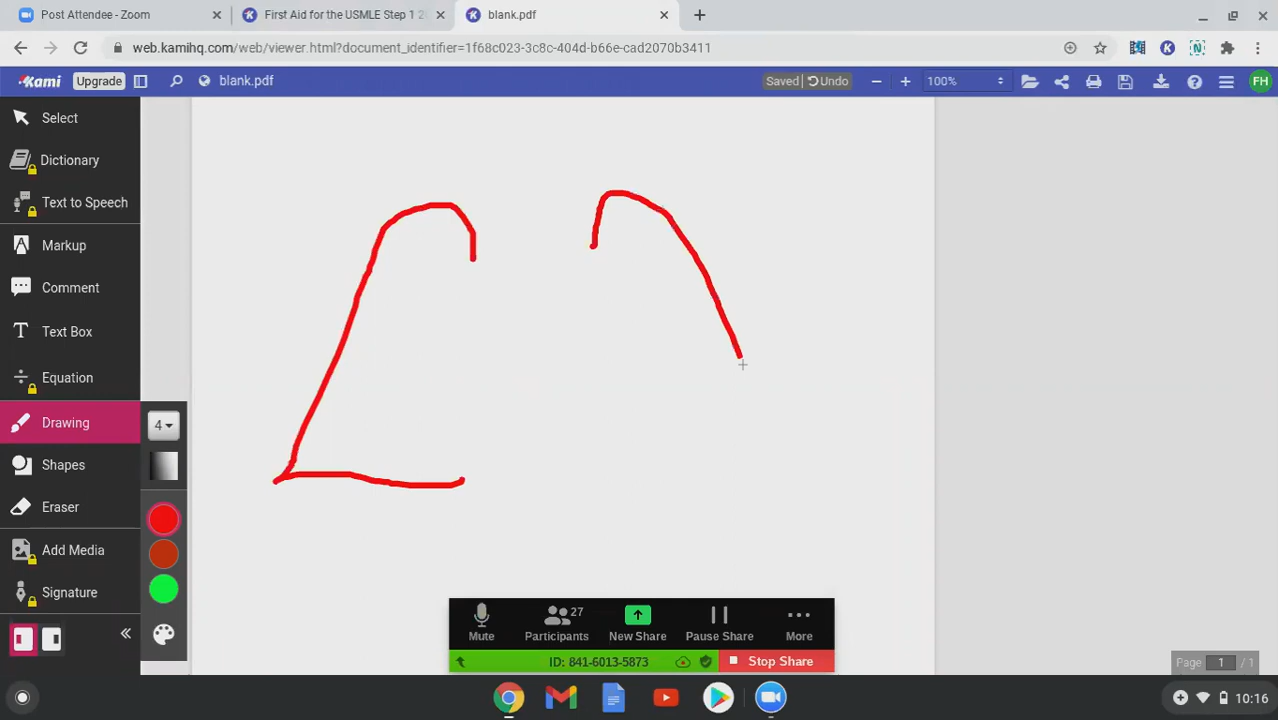 Post Attendee - Zoom
First Aid for the USMLE Step 1 2
blank.pdf
web.kamihq.com/web/viewer.html?document_identifier=1f68c023-3c8c-404d-b66e-cad2070b3411
Kami
Upgrade
blank.pdf
Saved
Undo
100%
FH
Select
Dictionary
Text to Speech
Markup
Comment
Text Box
Equation
Drawing
4
Shapes
Eraser
Add Media
Signature
27
Mute
Participants
New Share
Pause Share
More
ID: 841-6013-5873
Stop Share
Page 1 / 1
10:16